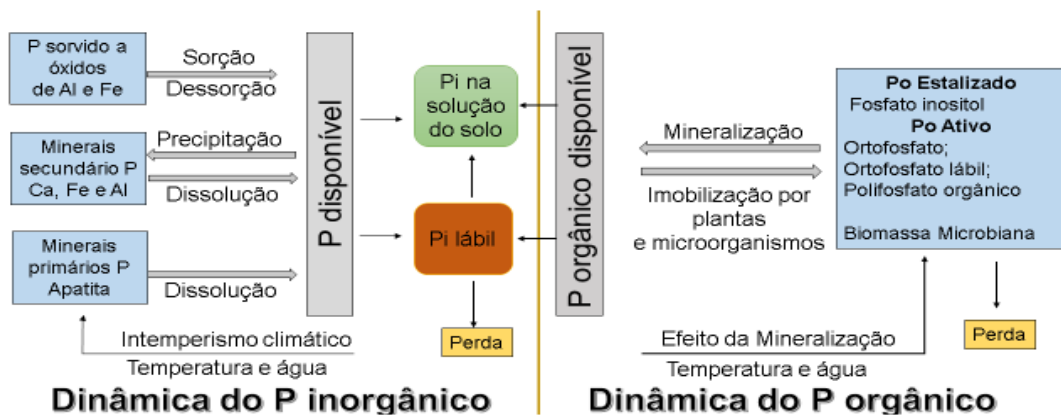 P sorvido a
óxidos
de Al e Fe
Sorção
Dessorção
Minerais
secundário P
Ca, Fe e Al
Precipitação
Dissolução
Minerais
primários P
Apatita
Dissolução
Intemperismo climático
Temperatura e água
P disponível
Pi na
solução
do solo
Pi lábil
Perda
Dinâmica do P inorgânico
P orgânico disponível
Mineralização
Imobilização por
plantas
e microorganismos
Po Estalizado
Fosfato inositol
Po Ativo
Ortofosfato;
Ortofosfato lábil;
Polifosfato orgânico
Biomassa Microbiana
Efeito da Mineralização
Temperatura e água
Perda
Dinâmica do P orgânico